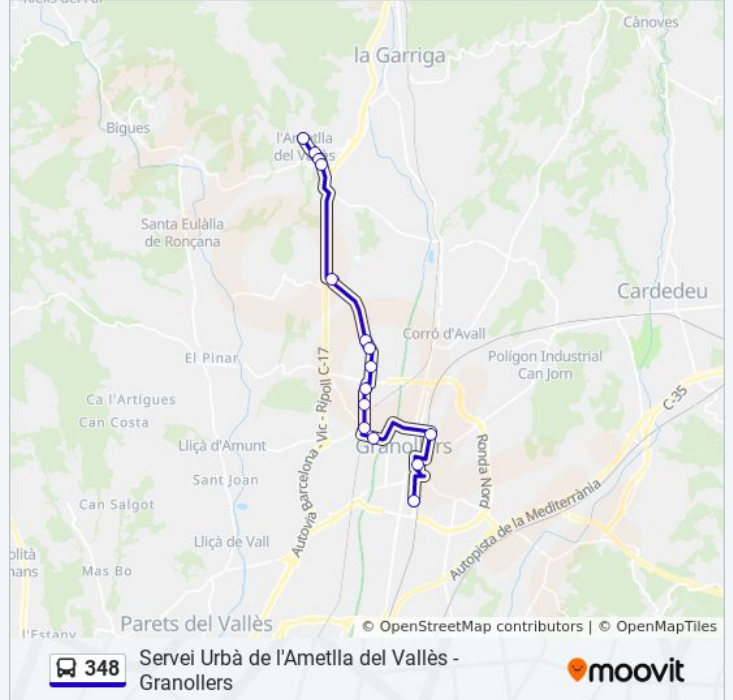 Cànoves
la Garriga
Bigues
l'Ametlla
del Vallès
Santa Eulàlia
de Ronçana
Cardedeu
Corró d'Avall
El Pinar
Polígon Industrial
Can Jorn
Vic - Ripoll C-17
C-35
Ca l'Artigues
Can Costa
Lliçà d'Amunt
Granollers
Ronda Nord
Sant Joan
Autovia Barcelona
Can Salgot
Autopista de la Mediterrània
Lliçà de Vall
Mas Bo
Parets del Vallès
l'Estany
© OpenStreetMap contributors | © OpenMapTiles
348
Servei Urbà de l'Ametlla del Vallès -
Granollers
moovit